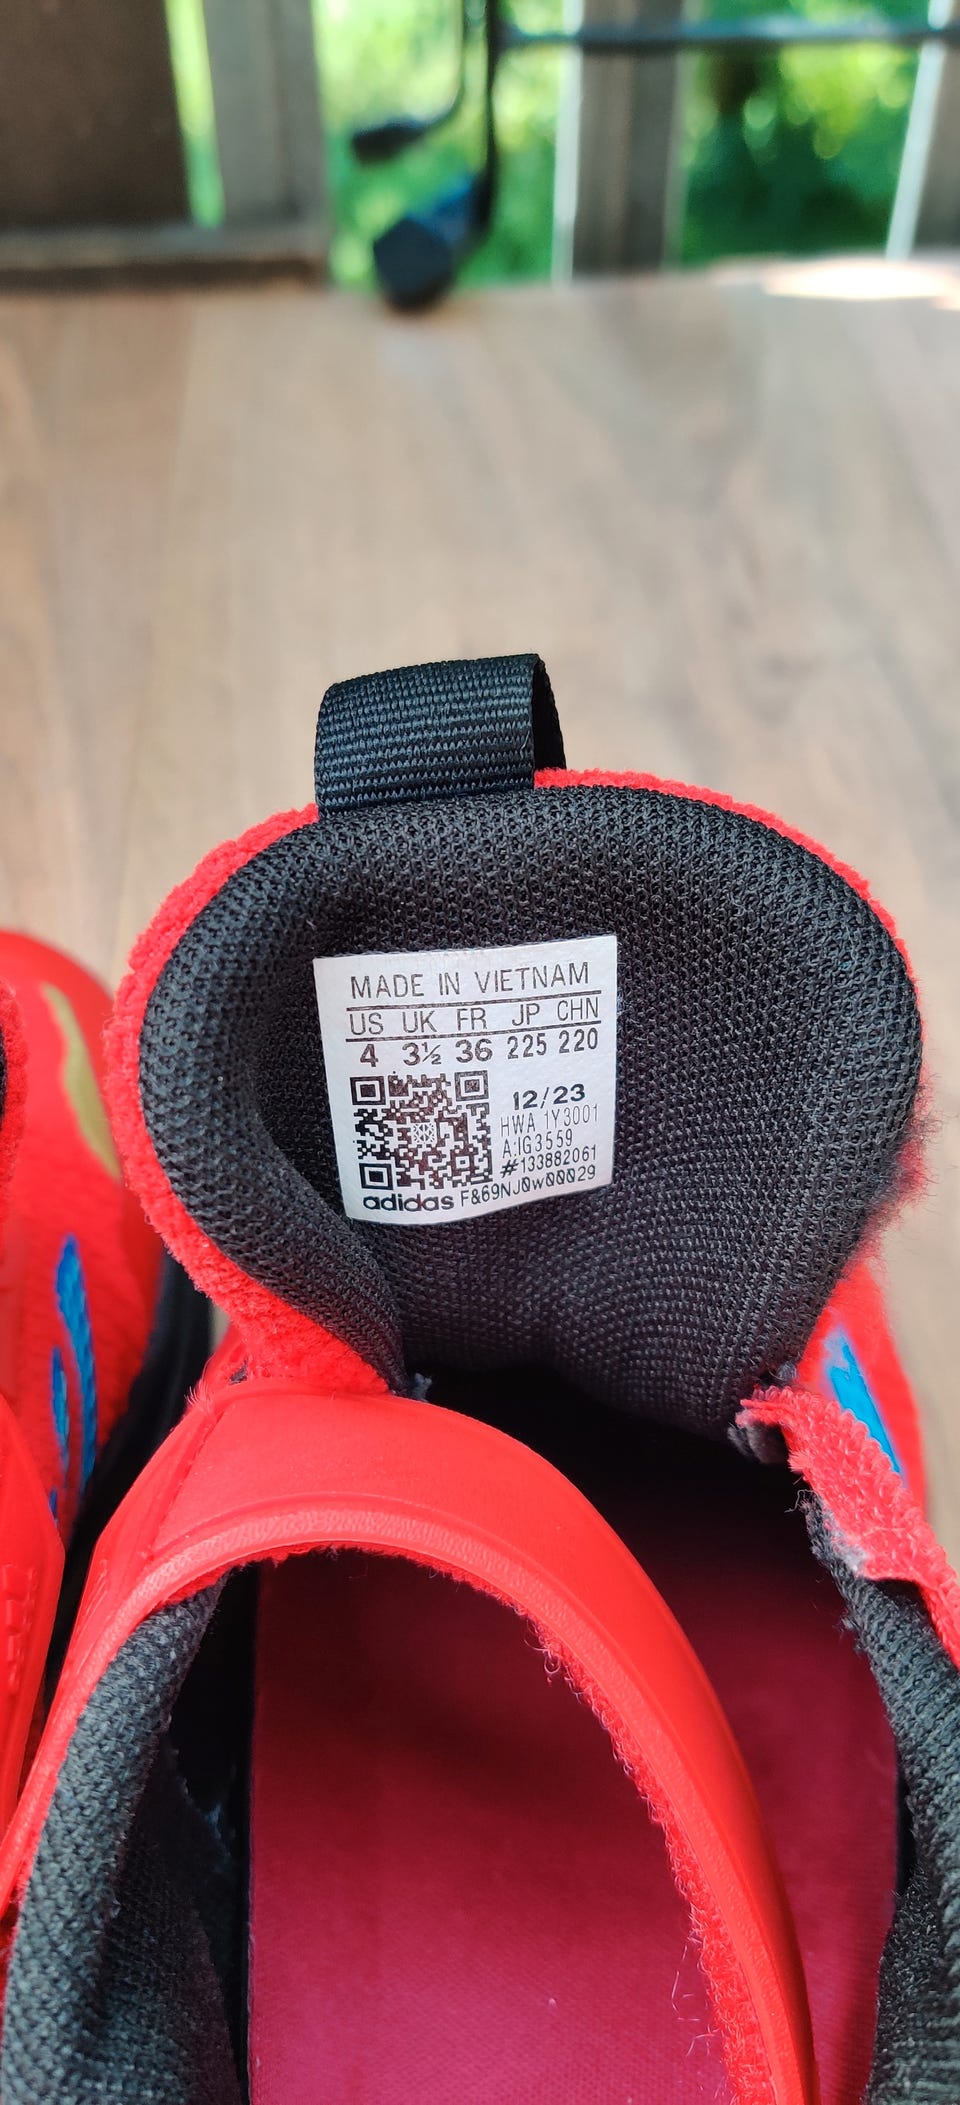 MADE IN VIETNAM
US UK FR JP CHN
4 3½ 36 225 220
12/23
HWA 1Y3001
A:IG3559
#133882061
adidas F&69NJ0w00029